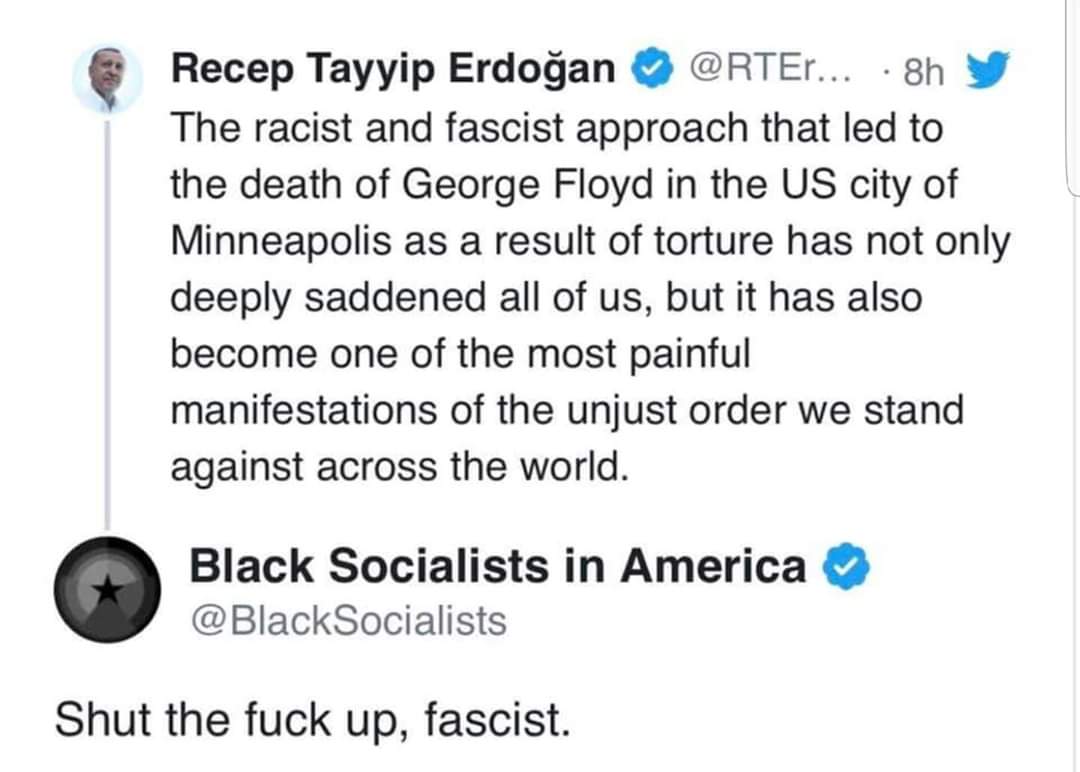 Recep Tayyip Erdoğan @RTEr... · 8h
The racist and fascist approach that led to
the death of George Floyd in the US city of
Minneapolis as a result of torture has not only
deeply saddened all of us, but it has also
become one of the most painful
manifestations of the unjust order we stand
against across the world.
Black Socialists in America
@BlackSocialists
Shut the fuck up, fascist.